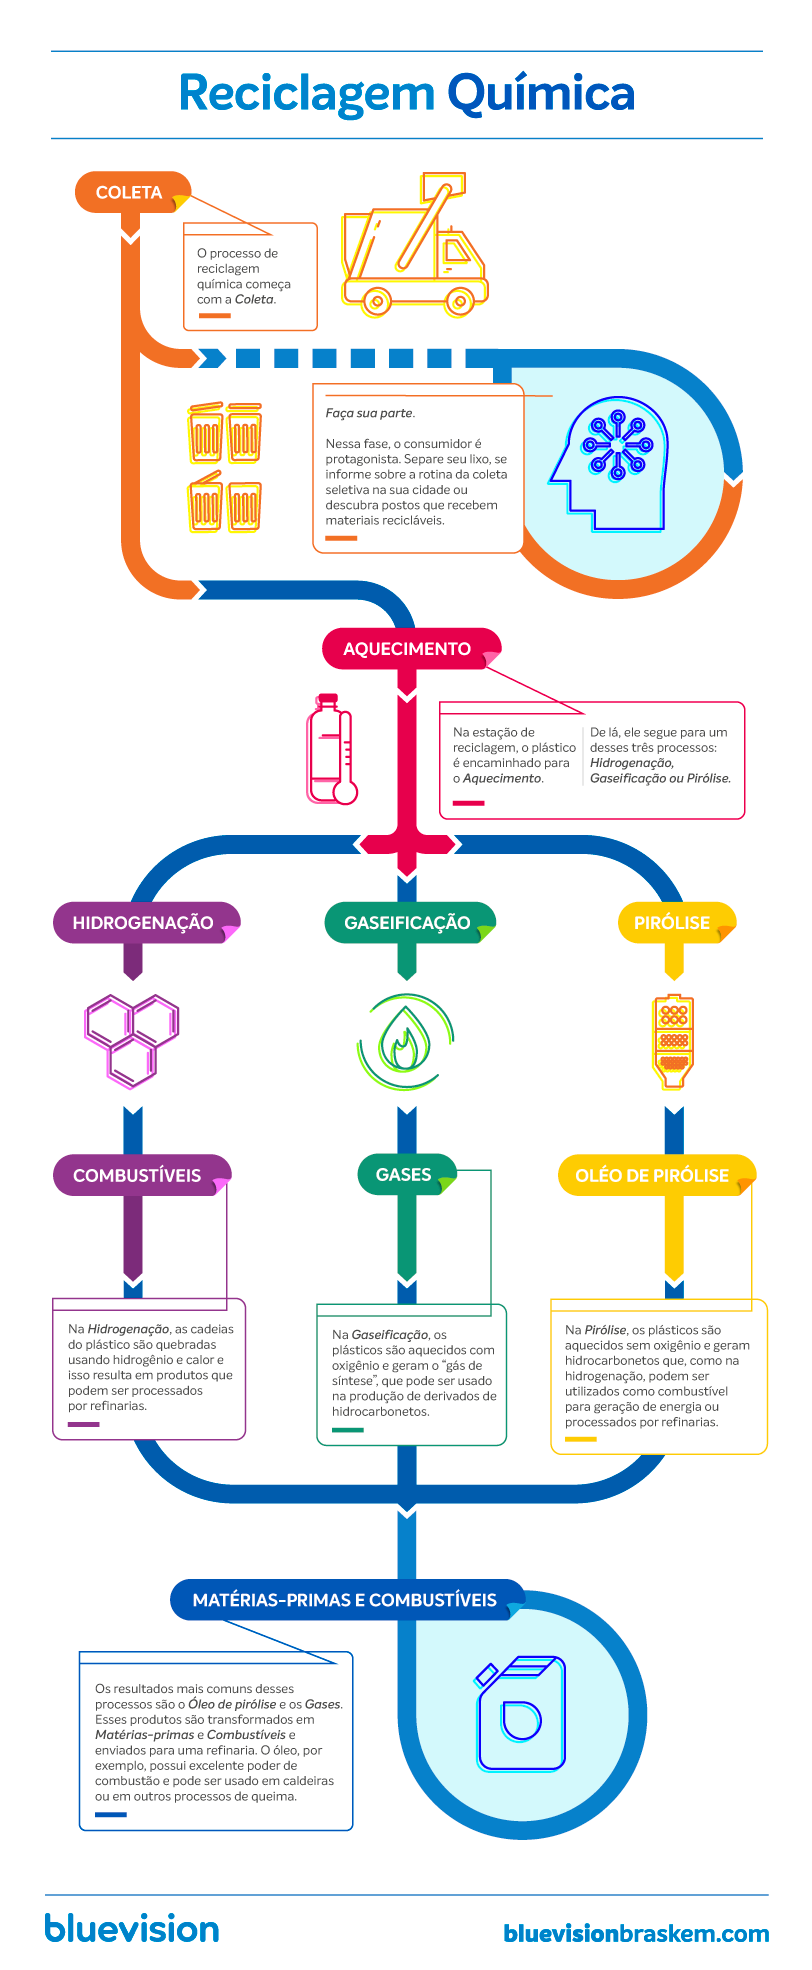 Reciclagem Química
COLETA
O processo de
reciclagem
química começa
com a Coleta.
Faça sua parte.
Nessa fase, o consumidor é
protagonista. Separe seu lixo, se
informe sobre a rotina da coleta
seletiva na sua cidade ou
descubra postos que recebem
materiais recicláveis.
AQUECIMENTO
Na estação de
reciclagem, o plástico
é encaminhado para
o Aquecimento.
De lá, ele segue para um
desses três processos:
Hidrogenação,
Gaseificação ou Pirólise.
HIDROGENAÇÃO
GASEIFICAÇÃO
PIRÓLISE
COMBUSTÍVEIS
GASES
OLÉO DE PIRÓLISE
Na Hidrogenação, as cadeias
do plástico são quebradas
usando hidrogênio e calor e
isso resulta em produtos que
podem ser processados
por refinarias.
Na Gaseificação, os
plásticos são aquecidos com
oxigênio e geram o “gás de
síntese”, que pode ser usado
na produção de derivados de
hidrocarbonetos.
Na Pirólise, os plásticos são
aquecidos sem oxigênio e geram
hidrocarbonetos que, como na
hidrogenação, podem ser
utilizados como combustível
para geração de energia ou
processados por refinarias.
MATÉRIAS-PRIMAS E COMBUSTÍVEIS
Os resultados mais comuns desses
processos são o Óleo de pirólise e os Gases.
Esses produtos são transformados em
Matérias-primas e Combustíveis e
enviados para uma refinaria. O óleo, por
exemplo, possui excelente poder de
combustão e pode ser usado em caldeiras
ou em outros processos de queima.
bluevision
bluevisionbraskem.com